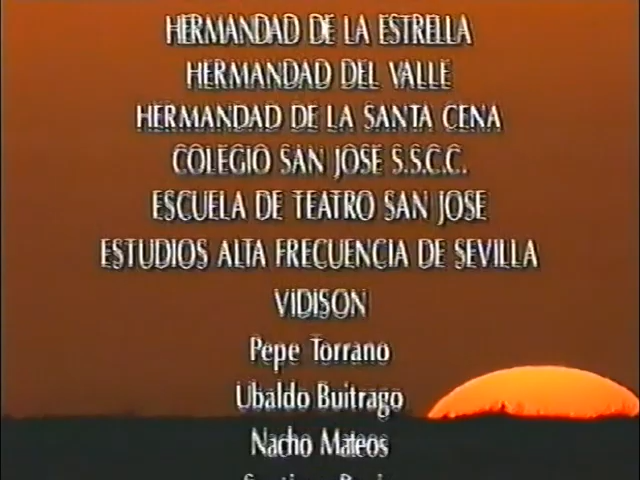 HERMANDAD DE LA ESTRELLA
HERMANDAD DEL VALLE
HERMANDAD DE LA SANTA CENA
COLEGIO SAN JOSE S.S.C.C.
ESCUELA DE TEATRO SAN JOSE
ESTUDIOS ALTA FRECUENCIA DE SEVILLA
VIDISON
Pepe Torrano
Ubaldo Buitrago
Nacho Mateos